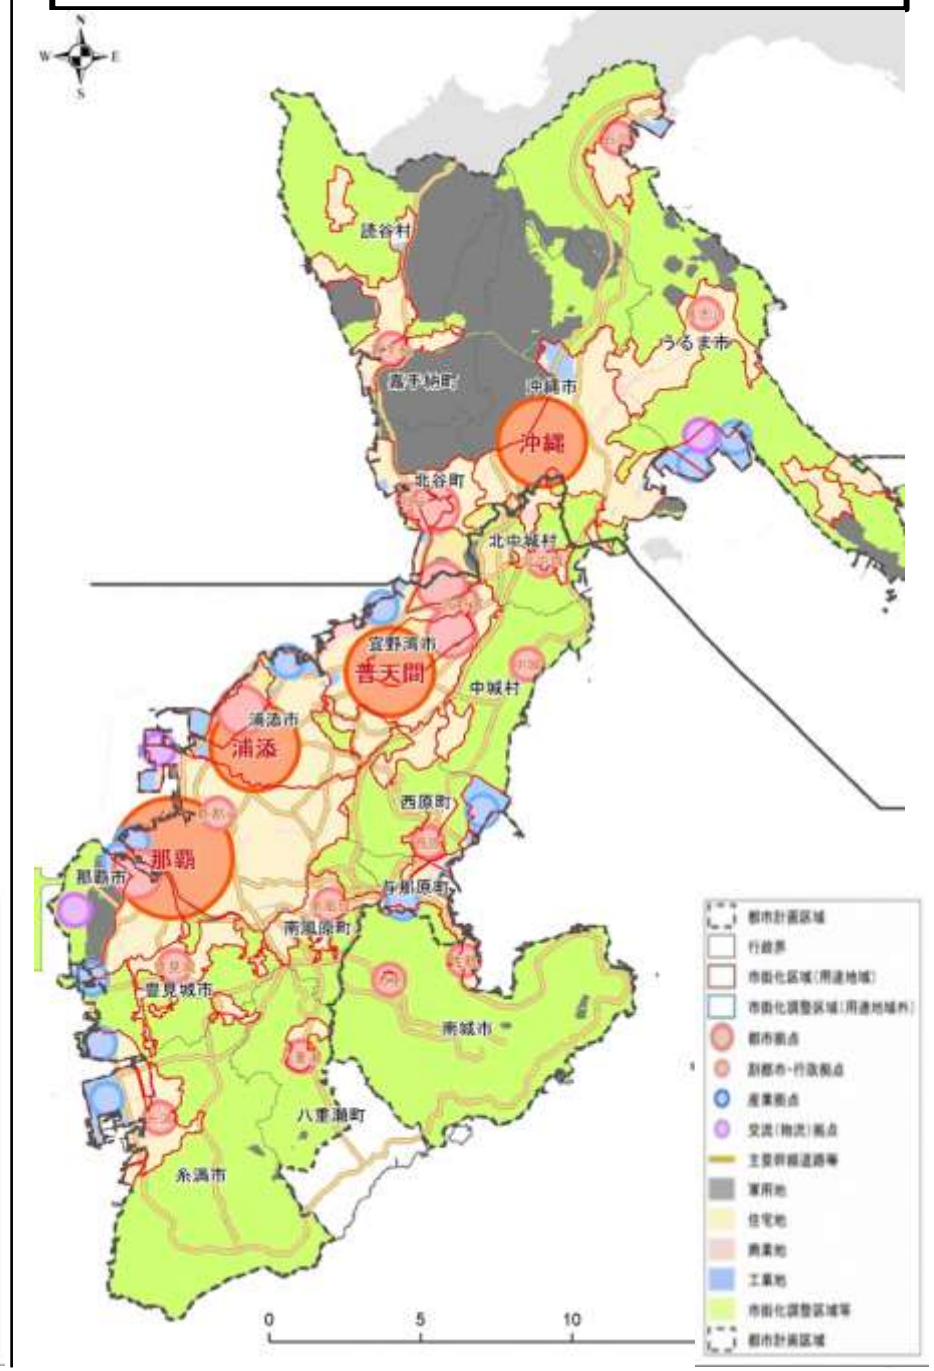 N
W E
S
読谷村
うるま市
嘉手納町
沖縄市
沖縄
北谷町
北中城村
宜野湾市
普天間
中城村
浦添市
浦添
西原町
那覇
那覇市
与那原町
南風原町
豊見城市
南城市
八重瀬町
糸満市
都市計画区域
行政界
市街化区域(用途地域)
市街化調整区域(用途地域外)
都市拠点
副都市・行政拠点
産業拠点
交流(物流)拠点
主要幹線道路等
軍用地
住宅地
商業地
工業地
市街化調整区域等
都市計画区域
0 5 10